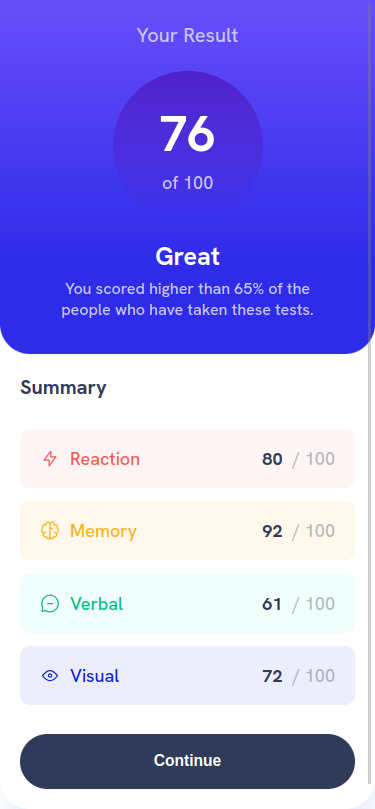 Your Result
76
of 100
Great
You scored higher than 65% of the
people who have taken these tests.
Summary
Reaction 80 / 100
Memory 92 / 100
Verbal 61 / 100
Visual 72 / 100
Continue